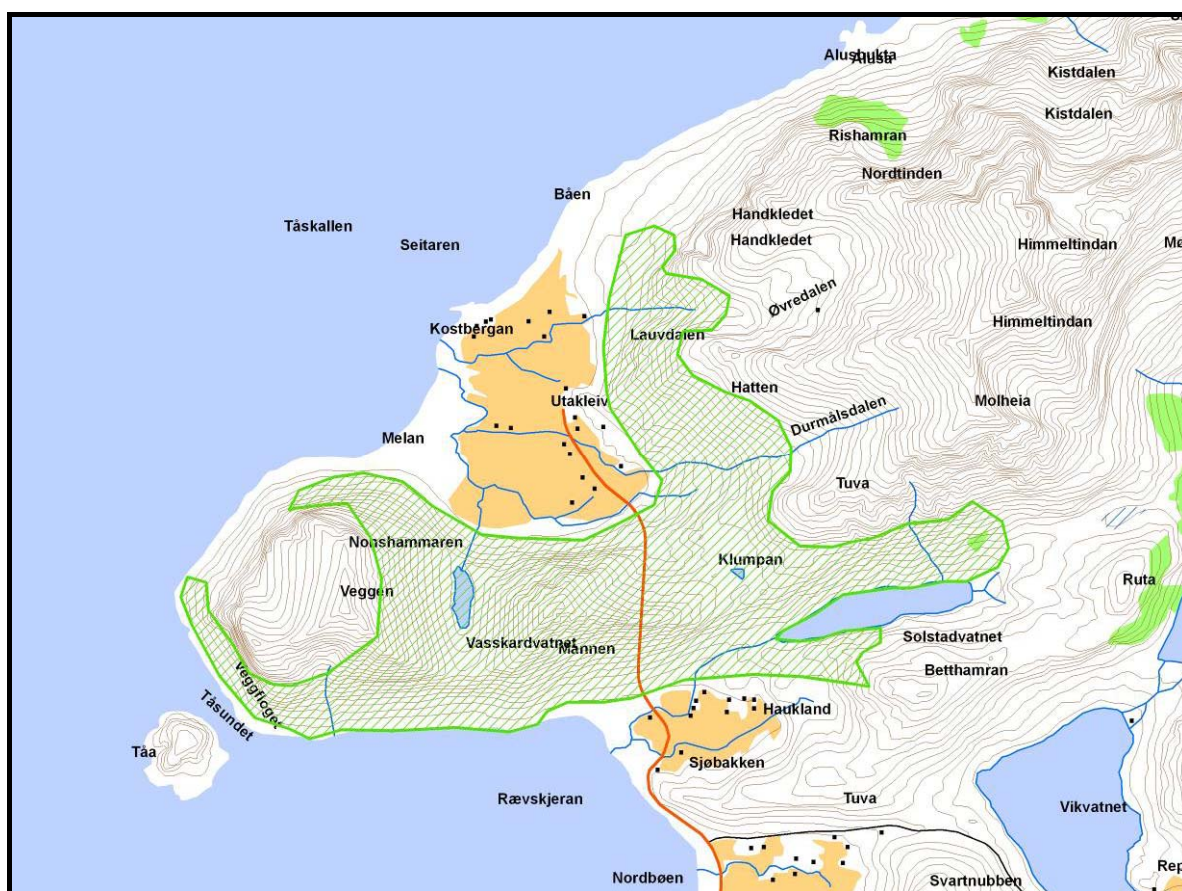 Alusbukta
Alusa
Kistdalen
Kistdalen
Rishamran
Nordtinden
Båen
Handkledet
Tåskallen
Seitaren
Handkledet
Himmeltindan
Øvredalen
Kostbergan
Lauvdalen
Himmeltindan
Hatten
Utakleiv
Molheia
Durmålsdalen
Melan
Tuva
Nonshammaren
Klumpan
Veggen
Ruta
Vasskardvatnet
Mannen
Solstadvatnet
Betthamran
Veggfloget
Tåsundet
Haukland
Tåa
Sjøbakken
Rævskjeran
Tuva
Vikvatnet
Nordbøen
Svartnubben